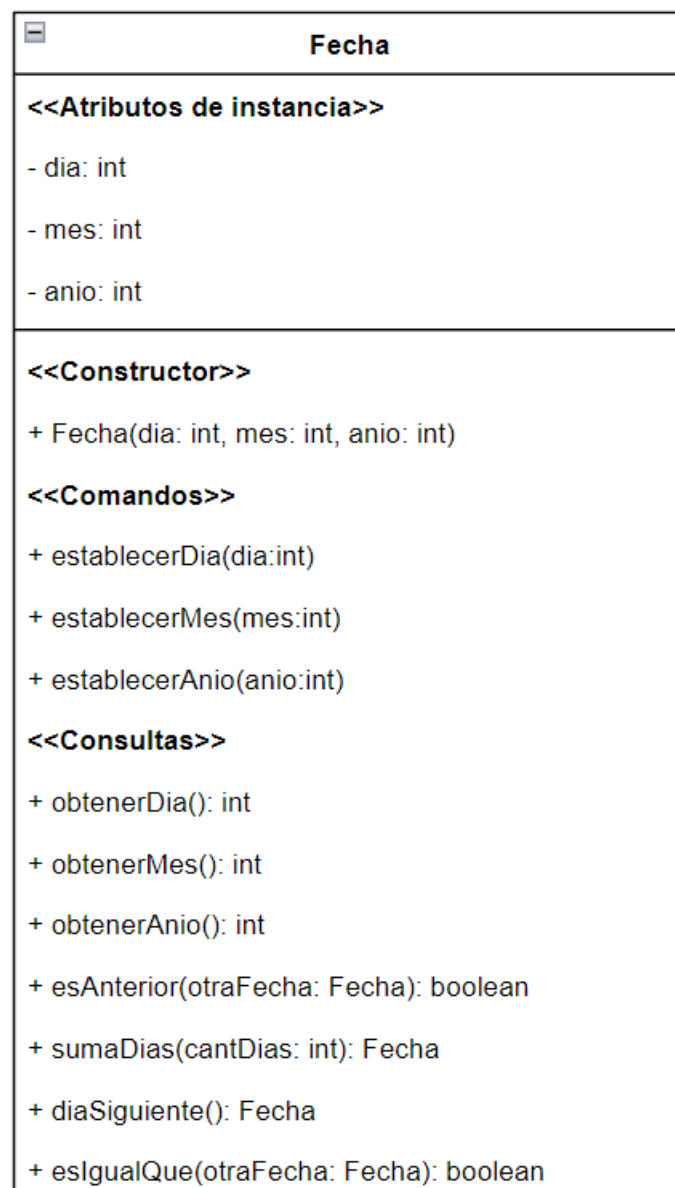 Fecha
<<Atributos de instancia>>
- dia: int
- mes: int
- anio: int
<<Constructor>>
+ Fecha(dia: int, mes: int, anio: int)
<<Comandos>>
+ establecerDia(dia:int)
+ establecerMes(mes:int)
+ establecerAnio(anio:int)
<<Consultas>>
+ obtenerDia(): int
+ obtenerMes(): int
+ obtenerAnio(): int
+ esAnterior(otraFecha: Fecha): boolean
+ sumaDias(cantDias: int): Fecha
+ diaSiguiente(): Fecha
+ esIgualQue(otraFecha: Fecha): boolean